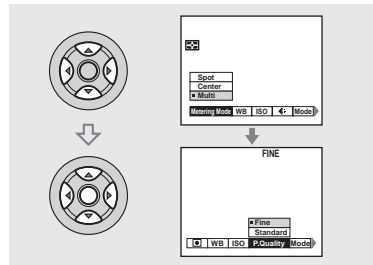 Spot
Center
Multi
Metering Mode WB ISO Mode
FINE
Fine
Standard
WB ISO P.Quality Mode